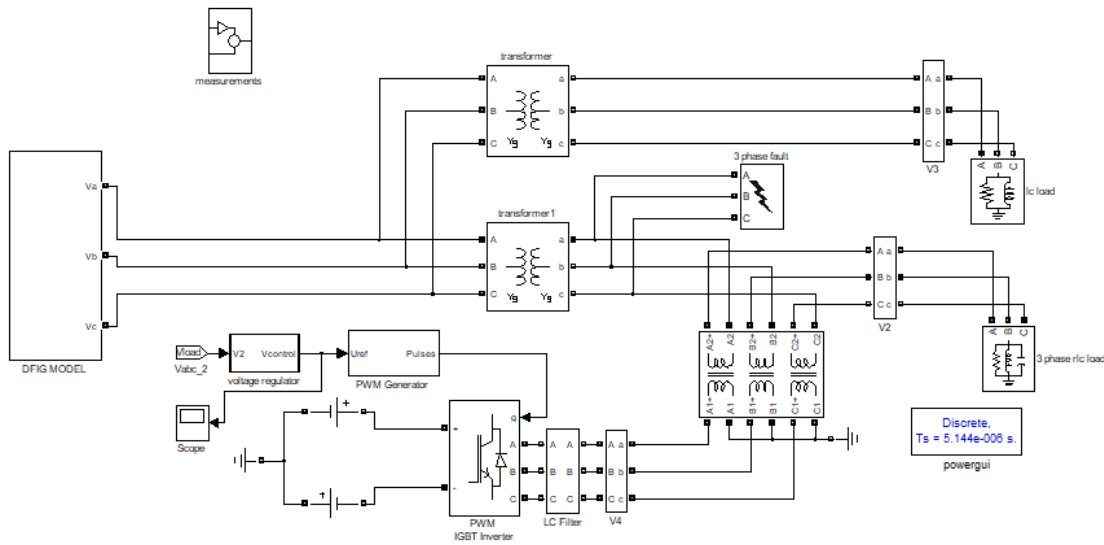 measurements
transformer
A a
B b
C c
Yg Yg
A a
B b
C c
V3
A B C
lc load
3 phase fault
A
B
C
DFIG MODEL
Va
Vb
Vc
transformer1
A a
B b
C c
Yg Yg
A a
B b
C c
V2
A B C
3 phase rlc load
A2+ A2 B2+ B2 C2+ C2
A1+ A1 B1+ B1 C1+ C1
Vload
Vabc_2
V2 Vcontrol
voltage regulator
Uref Pulses
PWM Generator
Scope
+
+
+
-
g
A
B
C
PWM
IGBT Inverter
A A
B B
C C
LC Filter
A a
B b
C c
V4
Discrete,
Ts = 5.144e-006 s.
powergui